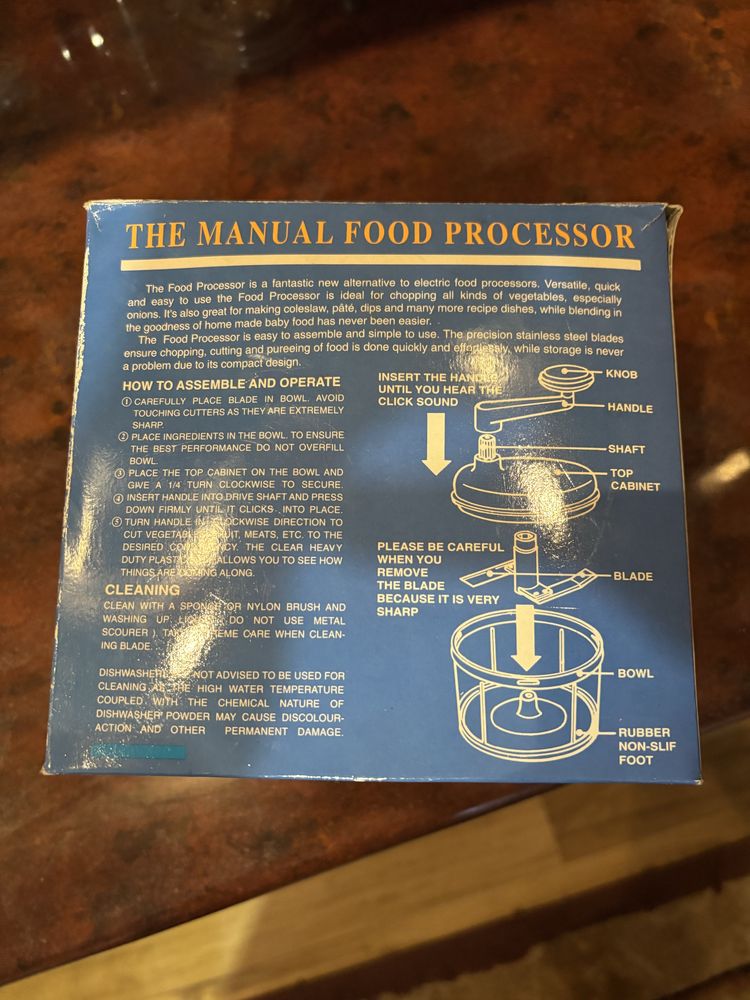 THE MANUAL FOOD PROCESSOR
The Food Processor is a fantastic new alternative to electric food processors. Versatile, quick
and easy to use the Food Processor is ideal for chopping all kinds of vegetables, especially
onions. It's also great for making coleslaw, pâté, dips and many more recipe dishes, while blending in
the goodness of home made baby food has never been easier.
The Food Processor is easy to assemble and simple to use. The precision stainless steel blades
ensure chopping, cutting and pureeing of food is done quickly and effortlessly, while storage is never
a problem due to its compact design.
HOW TO ASSEMBLE AND OPERATE
① CAREFULLY PLACE BLADE IN BOWL. AVOID
TOUCHING CUTTERS AS THEY ARE EXTREMELY
SHARP.
② PLACE INGREDIENTS IN THE BOWL. TO ENSURE
THE BEST PERFORMANCE DO NOT OVERFILL
BOWL.
③ PLACE THE TOP CABINET ON THE BOWL AND
GIVE A 1/4 TURN CLOCKWISE TO SECURE.
④ INSERT HANDLE INTO DRIVE SHAFT AND PRESS
DOWN FIRMLY UNTIL IT CLICKS INTO PLACE.
⑤ TURN HANDLE IN CLOCKWISE DIRECTION TO
CUT VEGETABLE, FRUIT, MEATS, ETC. TO THE
DESIRED THE CLEAR HEAVY
DUTY ALLOWS YOU TO SEE HOW
THINGS ARE COMING ALONG.
CLEANING
CLEAN WITH A SPONGE OR NYLON BRUSH AND
WASHING UP DO NOT USE METAL
SCOURER ). CARE WHEN CLEAN-
ING BLADE.
NOT ADVISED TO BE USED FOR
CLEANING AS THE HIGH WATER TEMPERATURE
COUPLED WITH THE CHEMICAL NATURE OF
DISHWASHER POWDER MAY CAUSE DISCOLOUR-
ACTION AND OTHER PERMANENT DAMAGE.
INSERT THE HANDLE
UNTIL YOU HEAR THE
CLICK SOUND
KNOB
HANDLE
SHAFT
TOP
CABINET
PLEASE BE CAREFUL
WHEN YOU
REMOVE
THE BLADE
BECAUSE IT IS VERY
SHARP
BLADE
BOWL
RUBBER
NON-SLIF
FOOT